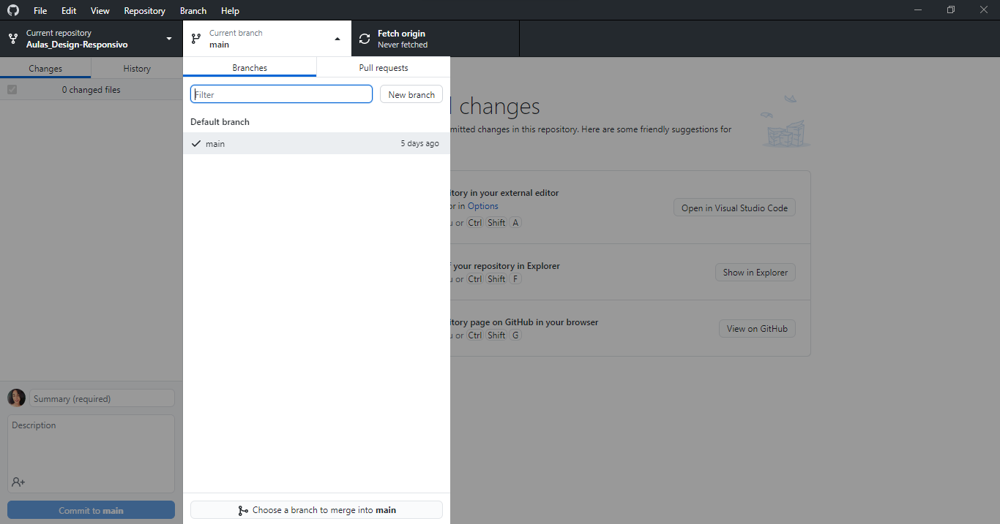 File Edit View Repository Branch Help
Current repository
Aulas_Design-Responsivo
Current branch
main
Fetch origin
Never fetched
Changes History
0 changed files
Branches Pull requests
Filter New branch
Default branch
main 5 days ago
changes
changes in this repository. Here are some friendly suggestions for
in your external editor
in Options
or Ctrl Shift A
Open in Visual Studio Code
your repository in Explorer
or Ctrl Shift F
Show in Explorer
page on GitHub in your browser
or Ctrl Shift G
View on GitHub
Summary (required)
Description
Commit to main
Choose a branch to merge into main